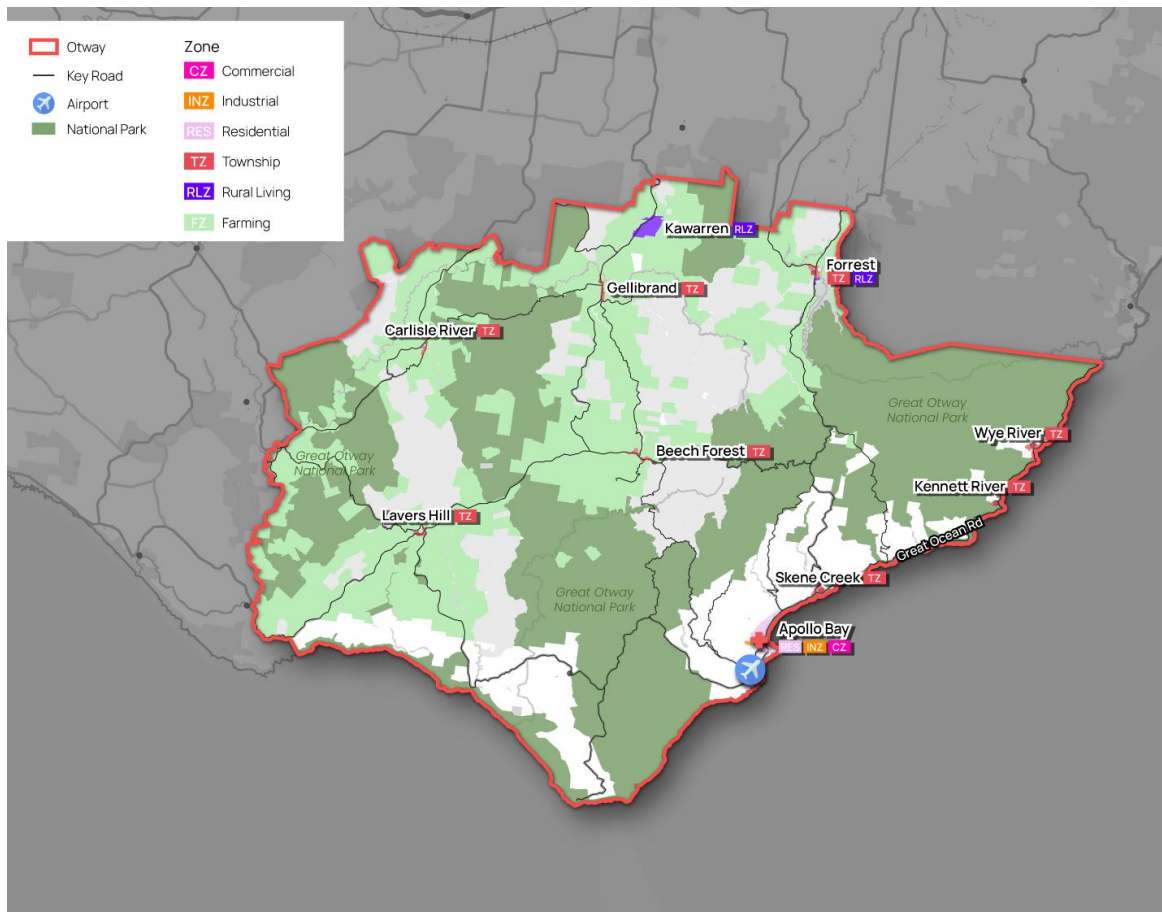 Otway
Key Road
Airport
National Park
Zone
CZ Commercial
INZ Industrial
RES Residential
TZ Township
RLZ Rural Living
FZ Farming
Kawarren RLZ
Forrest
TZ RLZ
Gellibrand TZ
Carlisle River TZ
Great Otway
National Park
Wye River TZ
Beech Forest TZ
Great Otway
National Park
Kennett River TZ
Lavers Hill TZ
Great Ocean Rd
Skene Creek TZ
Great Otway
National Park
Apollo Bay
RES INZ CZ